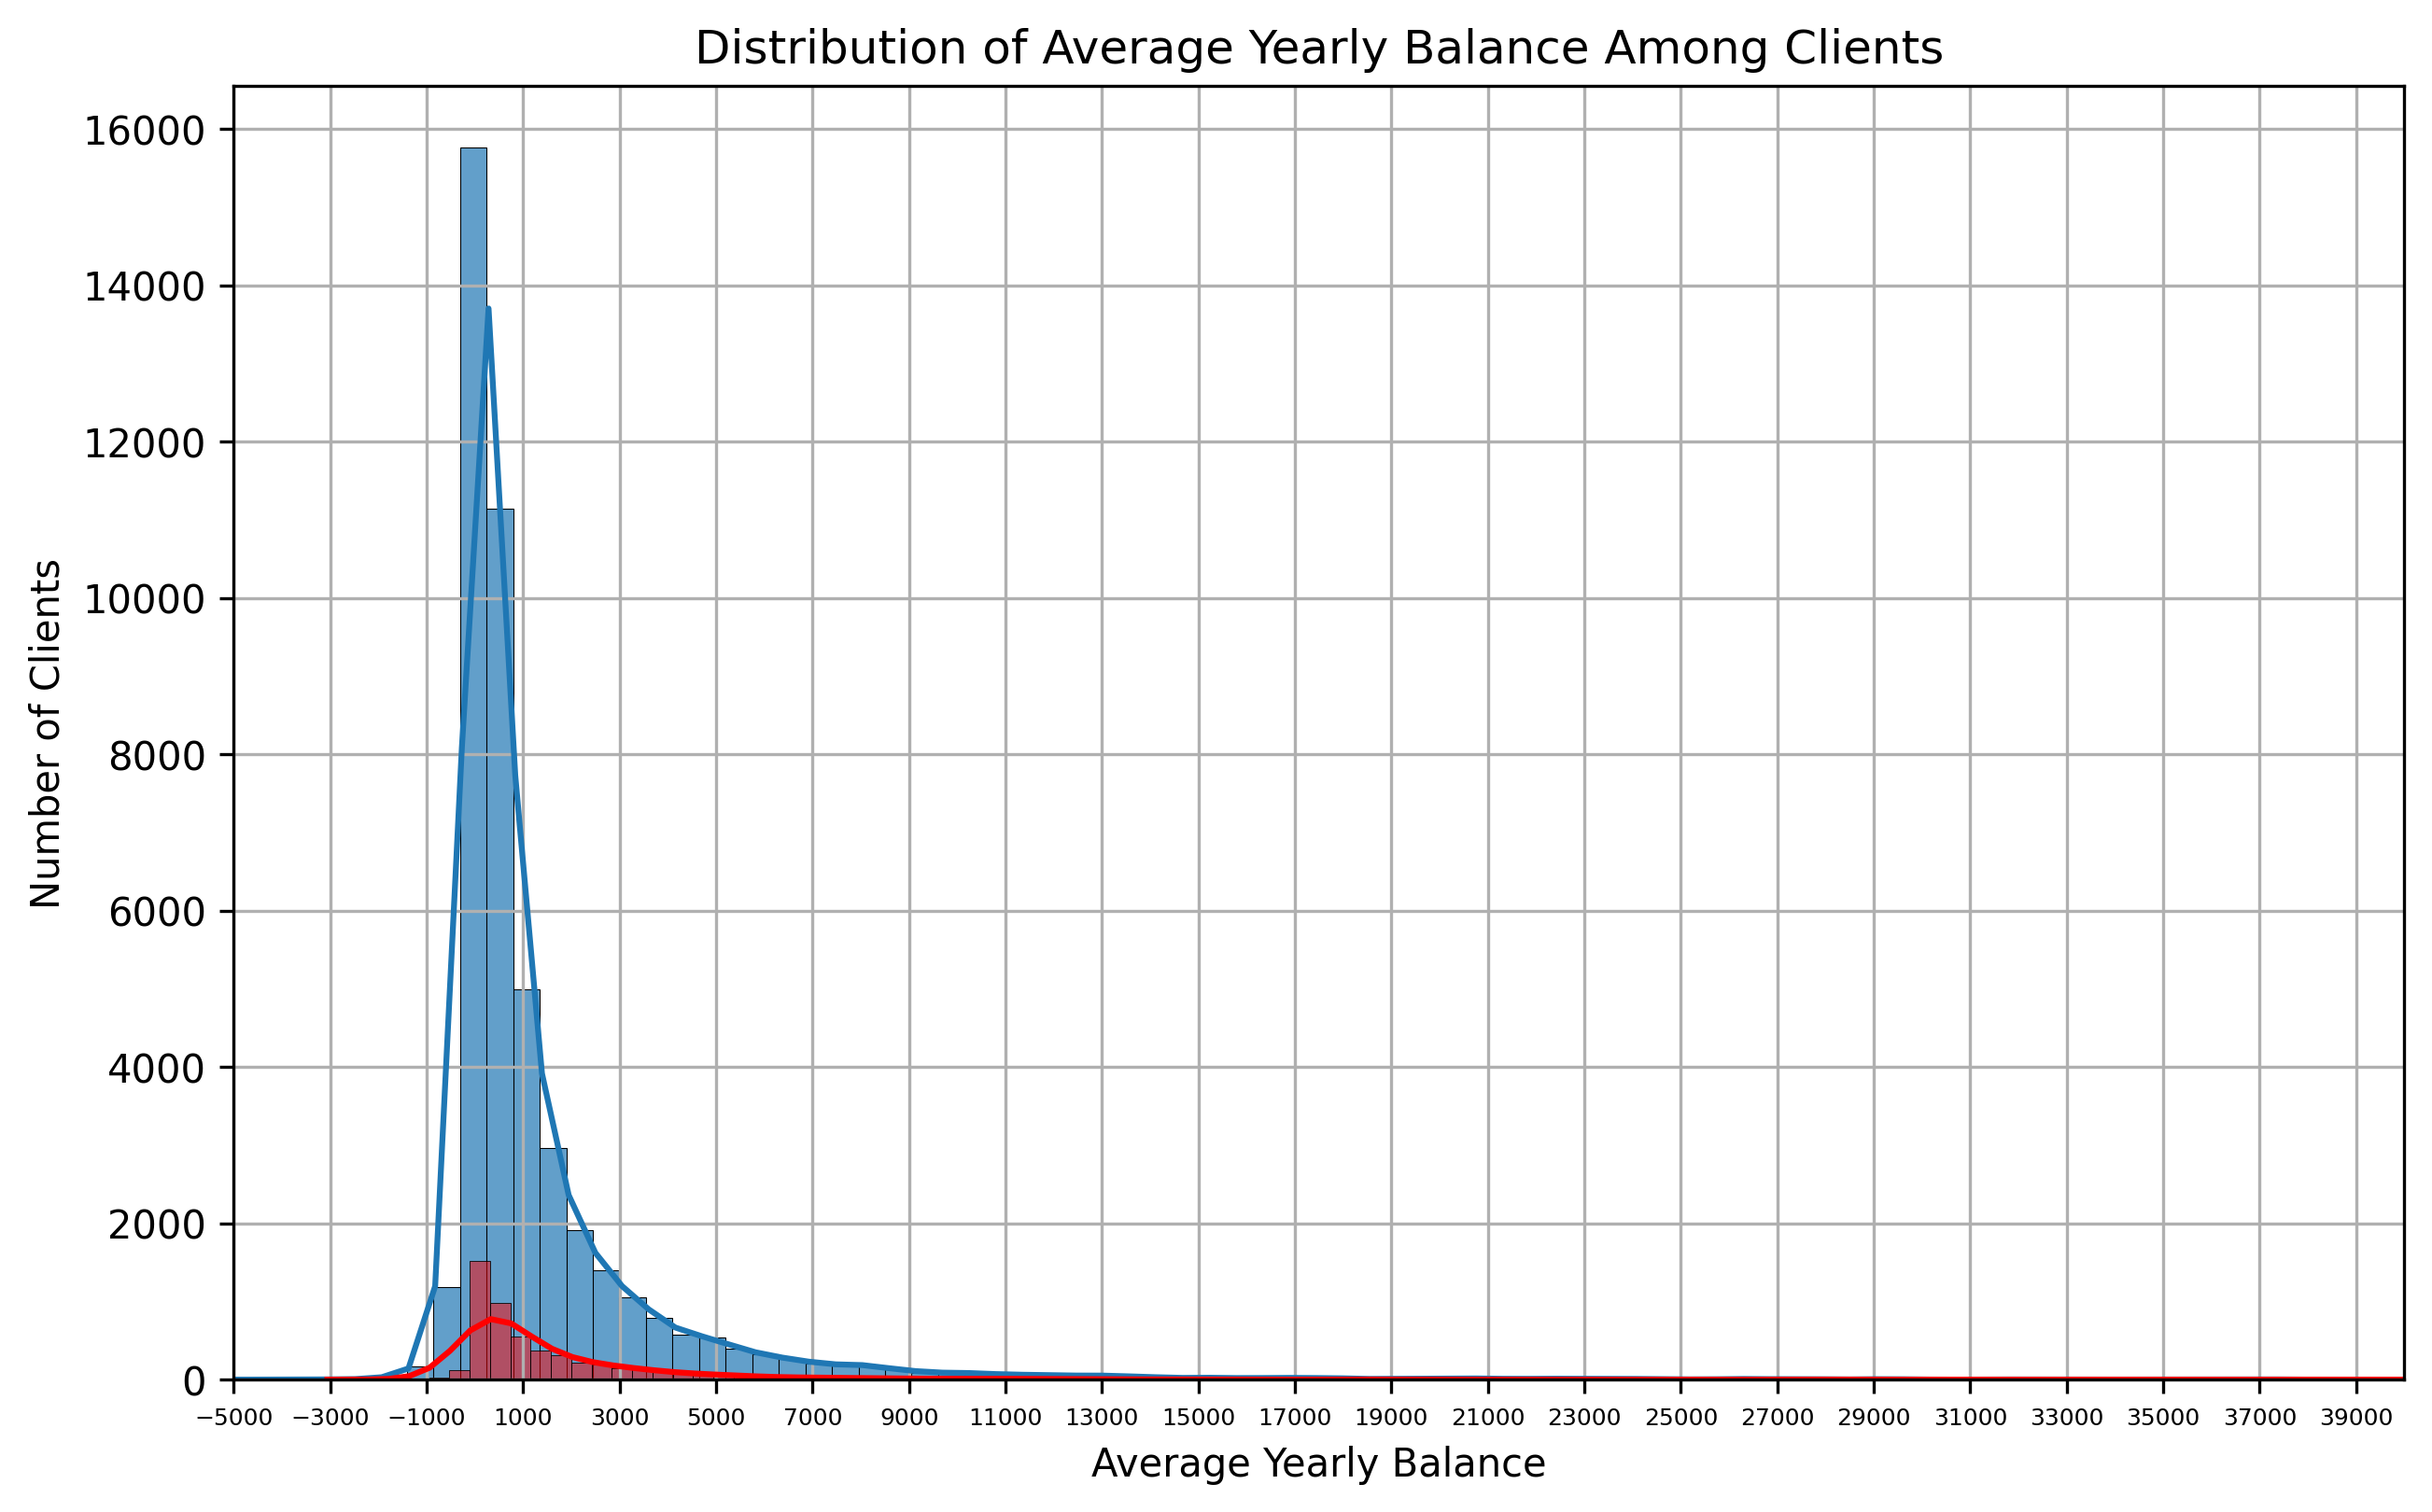 Distribution of Average Yearly Balance Among Clients
16000
14000
12000
10000
8000
6000
4000
2000
0
Number of Clients
−5000 −3000 −1000 1000 3000 5000 7000 9000 11000 13000 15000 17000 19000 21000 23000 25000 27000 29000 31000 33000 35000 37000 39000
Average Yearly Balance